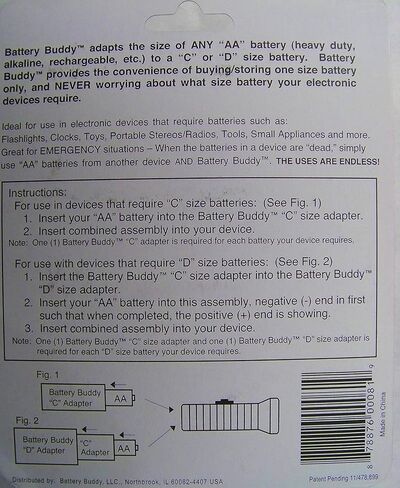 Battery Buddy™ adapts the size of ANY "AA" battery (heavy duty,
alkaline, rechargeable, etc.) to a "C" or "D" size battery. Battery
Buddy™ provides the convenience of buying/storing one size battery
only, and NEVER worrying about what size battery your electronic
devices require.
Ideal for use in electronic devices that require batteries such as:
Flashlights, Clocks, Toys, Portable Stereos/Radios, Tools, Small Appliances and more.
Great for EMERGENCY situations – When the batteries in a device are "dead," simply
use "AA" batteries from another device AND Battery Buddy™. THE USES ARE ENDLESS!
Instructions:
For use in devices that require "C" size batteries: (See Fig. 1)
1. Insert your "AA" battery into the Battery Buddy™ "C" size adapter.
2. Insert combined assembly into your device.
Note: One (1) Battery Buddy™ "C" adapter is required for each battery your device requires.
For use with devices that require "D" size batteries: (See Fig. 2)
1. Insert the Battery Buddy™ "C" size adapter into the Battery Buddy™
"D" size adapter.
2. Insert your "AA" battery into this assembly, negative (-) end in first
such that when completed, the positive (+) end is showing.
3. Insert combined assembly into your device.
Note: One (1) Battery Buddy™ "C" size adapter and one (1) Battery Buddy™ "D" size adapter is
required for each "D" size battery your device requires.
Fig. 1
Battery Buddy
"C" Adapter
AA
Fig. 2
Battery Buddy
"D" Adapter
"C"
Adapter
AA
8 78876 00081 9
Made in China
Distributed by: Battery Buddy, LLC., Northbrook, IL 60062-4407 USA
Patent Pending 11/478,699